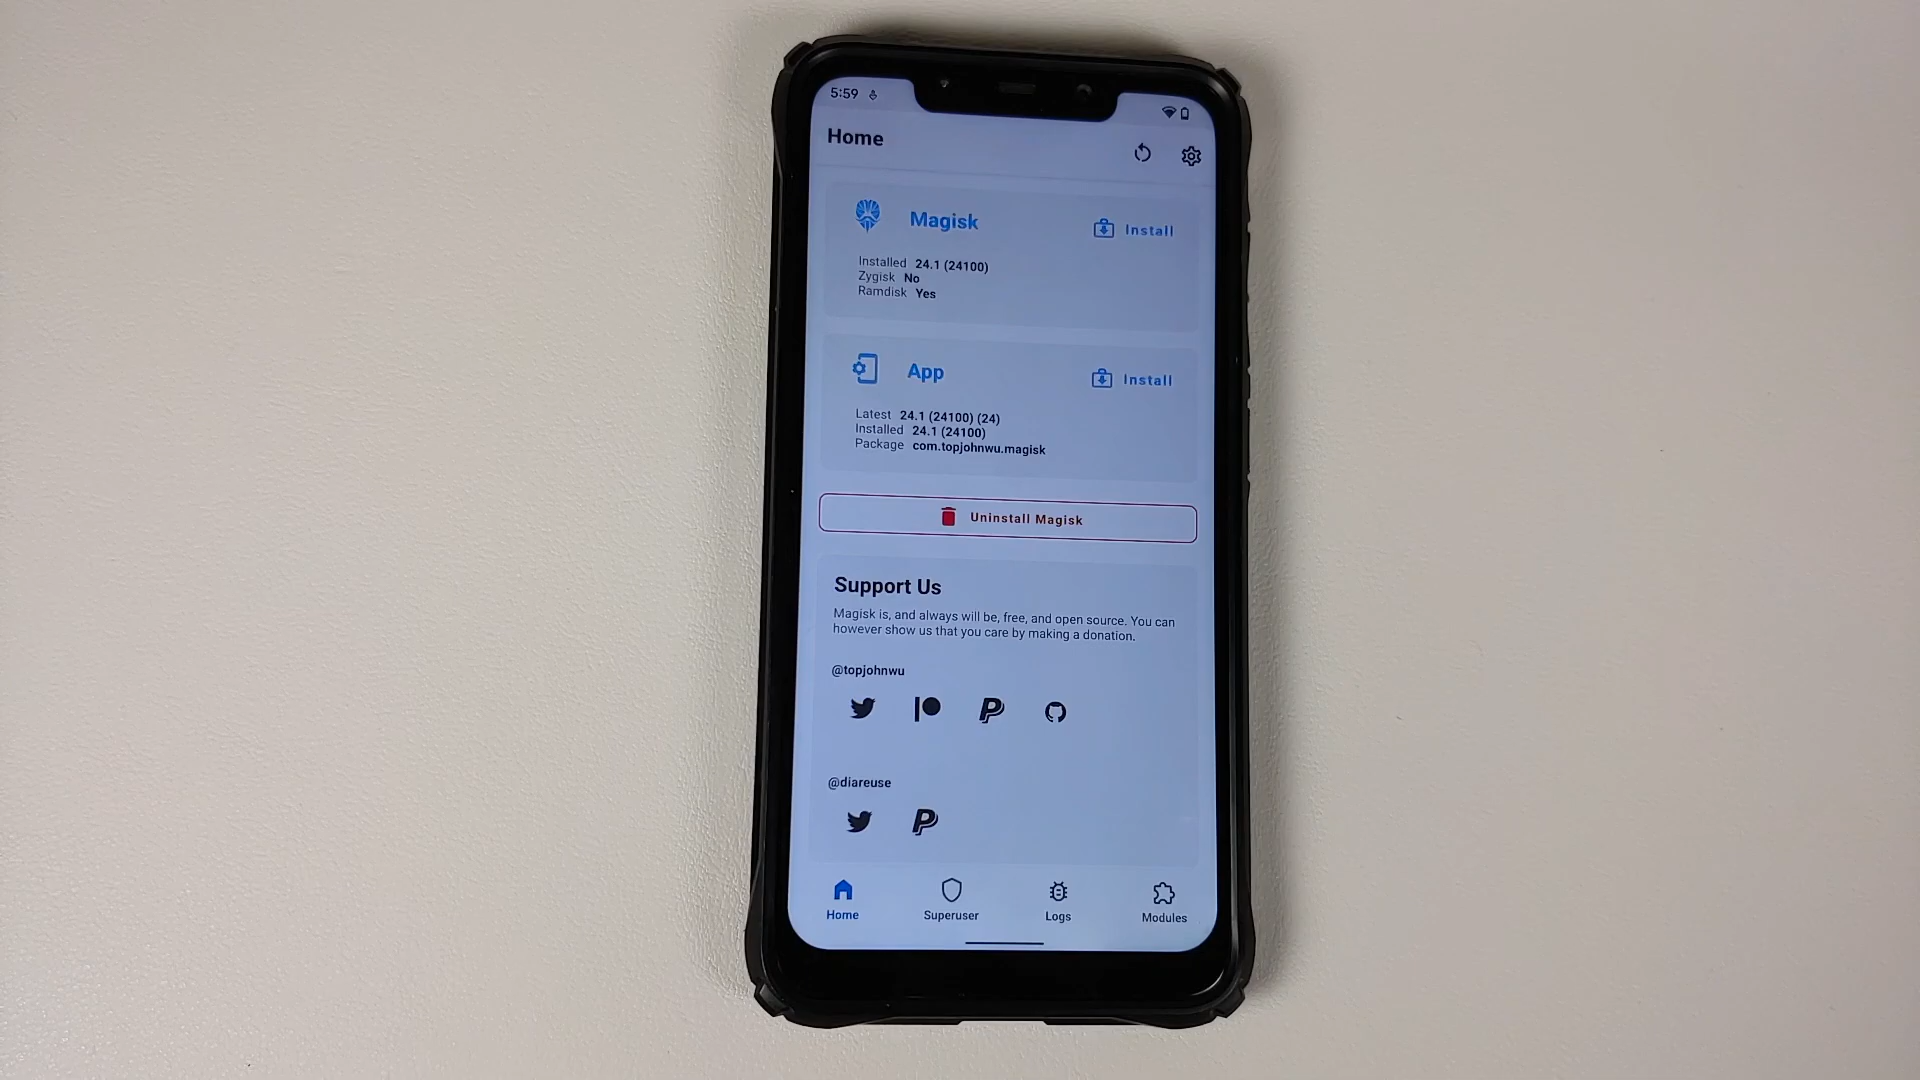 5:59
Home
Magisk
Install
Installed 24.1 (24100)
Zygisk No
Ramdisk Yes
App
Install
Latest 24.1 (24100) (24)
Installed 24.1 (24100)
Package com.topjohnwu.magisk
Uninstall Magisk
Support Us
Magisk is, and always will be, free, and open source. You can
however show us that you care by making a donation.
@topjohnwu
@diareuse
Home Superuser Logs Modules